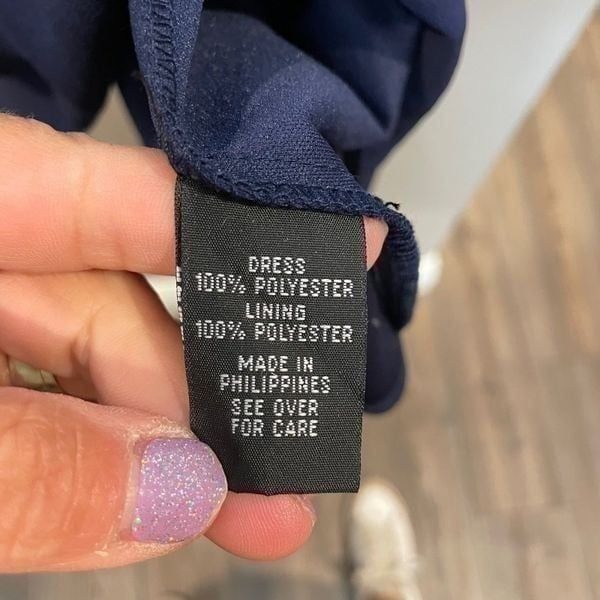 DRESS
100% POLYESTER
LINING
100% POLYESTER
MADE IN
PHILIPPINES
SEE OVER
FOR CARE